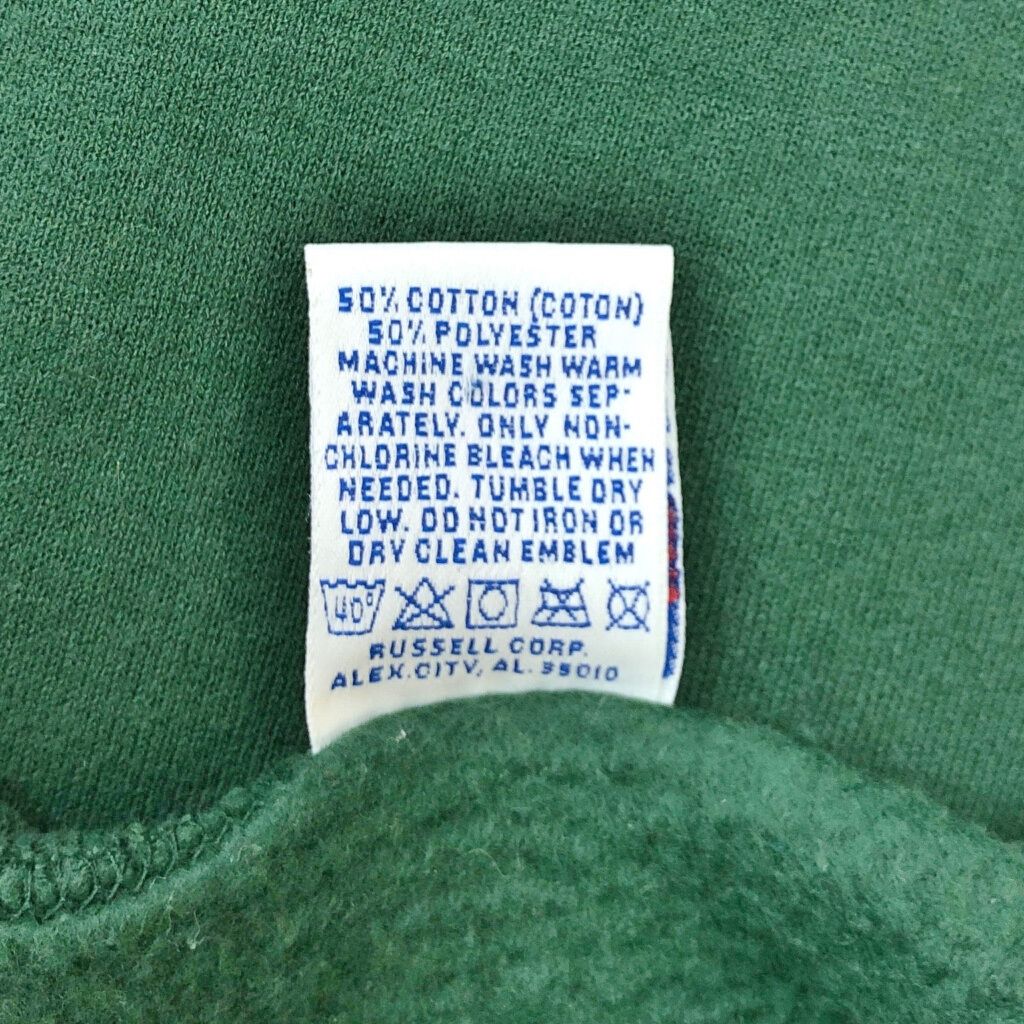 50% COTTON (COTON)
50% POLYESTER
MACHINE WASH WARM
WASH COLORS SEP-
ARATELY. ONLY NON-
CHLORINE BLEACH WHEN
NEEDED. TUMBLE DRY
LOW. DO NOT IRON OR
DRY CLEAN EMBLEM
40°
RUSSELL CORP.
ALEX. CITY, AL. 35010